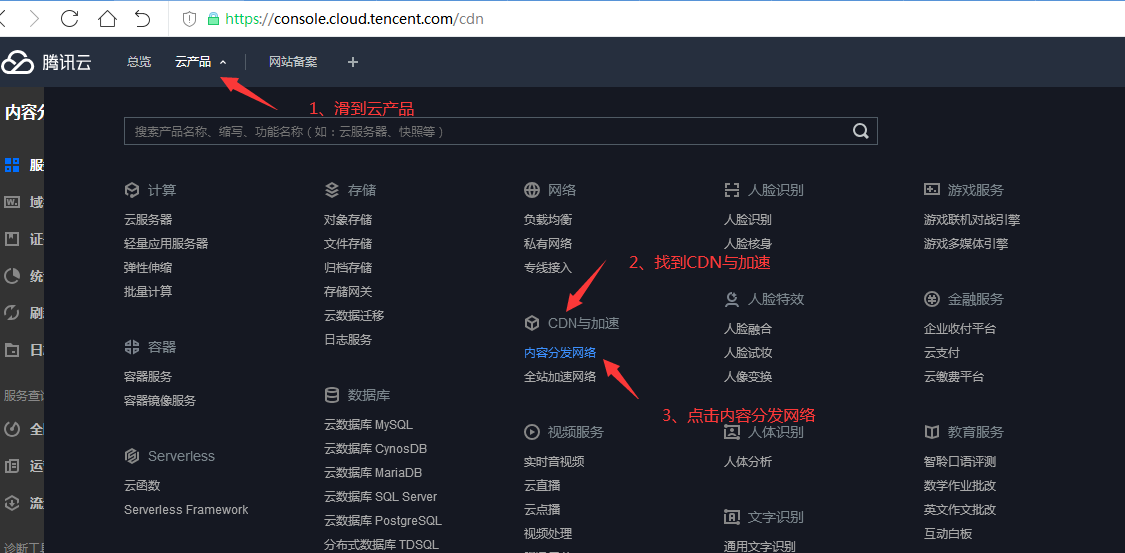 https://console.cloud.tencent.com/cdn
腾讯云 总览 云产品 网站备案 +
1、滑到云产品
内容分
搜索产品名称、缩写、功能名称（如：云服务器、快照等）
服
域
证
统
刷
日
服务查
全
运
流
诊断工
计算
云服务器
轻量应用服务器
弹性伸缩
批量计算
容器
容器服务
容器镜像服务
Serverless
云函数
Serverless Framework
存储
对象存储
文件存储
归档存储
存储网关
云数据迁移
日志服务
数据库
云数据库 MySQL
云数据库 CynosDB
云数据库 MariaDB
云数据库 SQL Server
云数据库 PostgreSQL
分布式数据库 TDSQL
网络
负载均衡
私有网络
专线接入
2、找到CDN与加速
CDN与加速
内容分发网络
全站加速网络
3、点击内容分发网络
视频服务
实时音视频
云直播
云点播
视频处理
人脸识别
人脸识别
人脸核身
人脸特效
人脸融合
人脸试妆
人像变换
人体识别
人体分析
文字识别
通用文字识别
游戏服务
游戏联机对战引擎
游戏多媒体引擎
金融服务
企业收付平台
云支付
云缴费平台
教育服务
智聆口语评测
数学作业批改
英文作文批改
互动白板